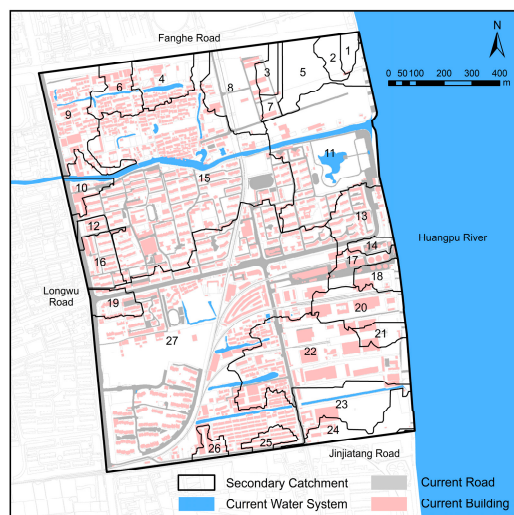 Fanghe Road
N
0 50 100 200 300 400
m
1
2
3
4
5
6
7
8
9
10
11
12
13
14
15
16
17
18
19
20
21
22
23
24
25
26
27
Huangpu River
Longwu
Road
Jinjiatang Road
Secondary Catchment
Current Road
Current Water System
Current Building